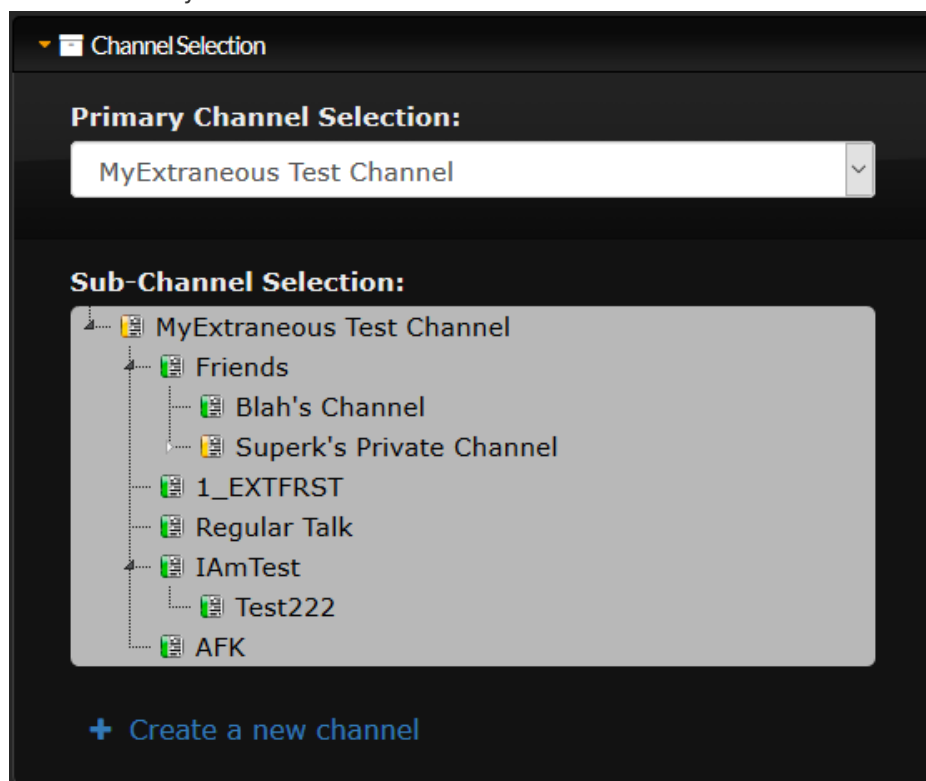 Channel Selection
Primary Channel Selection:
MyExtraneous Test Channel
Sub-Channel Selection:
MyExtraneous Test Channel
Friends
Blah's Channel
Superk's Private Channel
1_EXTFRST
Regular Talk
IAmTest
Test222
AFK
+ Create a new channel